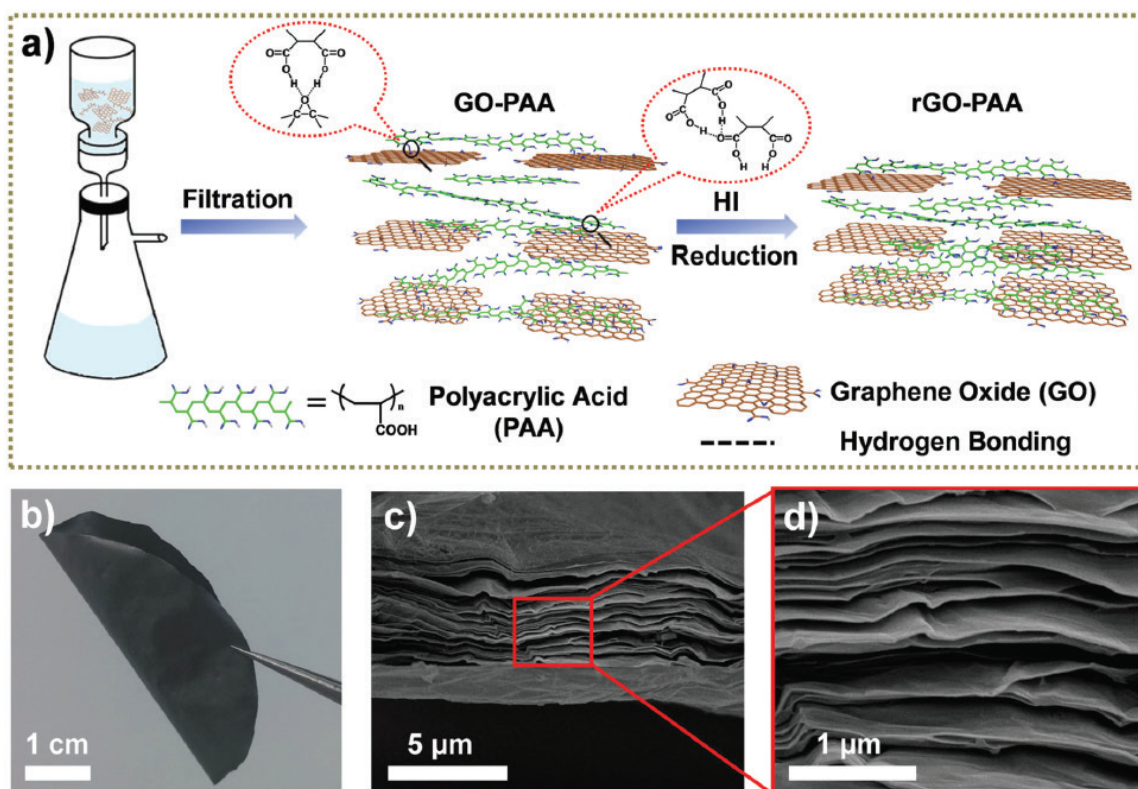 a)
GO-PAA
rGO-PAA
Filtration
HI
Reduction
O O
O O
H H
O
O
O
H
O
O H O
O O
H H
=
n
COOH
Polyacrylic Acid
(PAA)
Graphene Oxide (GO)
Hydrogen Bonding
b)
1 cm
c)
5 μm
d)
1 μm